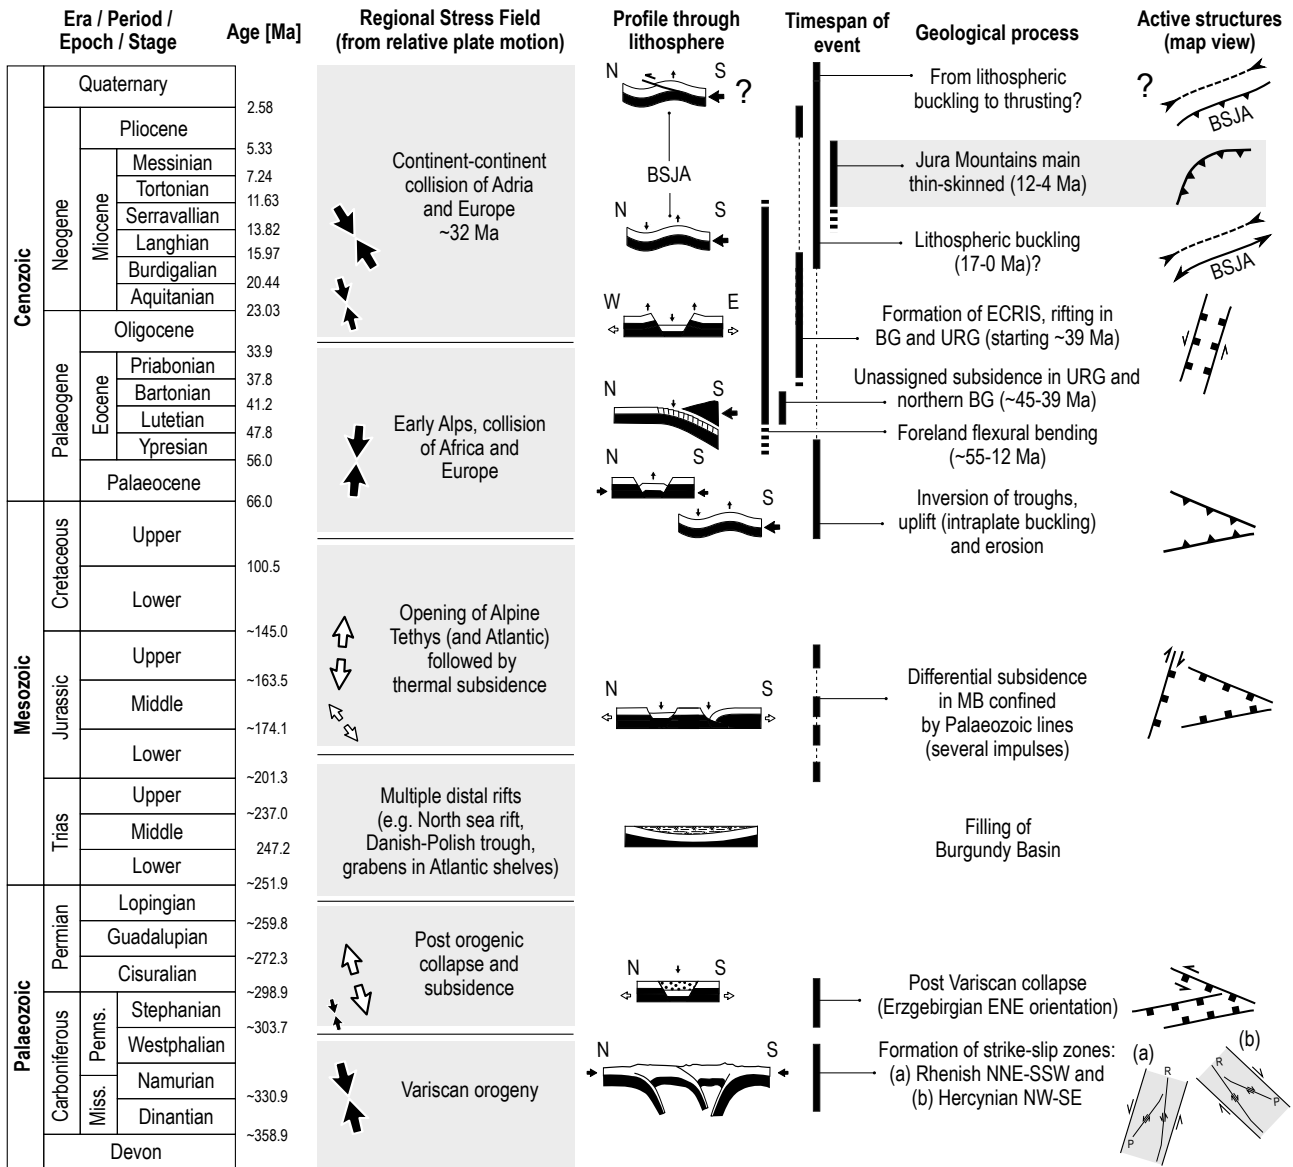 Era / Period /
Epoch / Stage
Age [Ma]
Regional Stress Field
(from relative plate motion)
Profile through
lithosphere
Timespan of
event
Geological process
Active structures
(map view)
Cenozoic
Mesozoic
Palaeozoic
Neogene
Palaeogene
Cretaceous
Jurassic
Trias
Permian
Carboniferous
Miocene
Eocene
Penns.
Miss.
Quaternary
2.58
Pliocene
5.33
Messinian
7.24
Tortonian
11.63
Serravallian
13.82
Langhian
15.97
Burdigalian
20.44
Aquitanian
23.03
Oligocene
33.9
Priabonian
37.8
Bartonian
41.2
Lutetian
47.8
Ypresian
56.0
Palaeocene
66.0
Upper
100.5
Lower
~145.0
Upper
~163.5
Middle
~174.1
Lower
~201.3
Upper
~237.0
Middle
247.2
Lower
~251.9
Lopingian
~259.8
Guadalupian
~272.3
Cisuralian
~298.9
Stephanian
~303.7
Westphalian
Namurian
~330.9
Dinantian
~358.9
Devon
Continent-continent
collision of Adria
and Europe
~32 Ma
Early Alps, collision
of Africa and
Europe
Opening of Alpine
Tethys (and Atlantic)
followed by
thermal subsidence
Multiple distal rifts
(e.g. North sea rift,
Danish-Polish trough,
grabens in Atlantic shelves)
Post orogenic
collapse and
subsidence
Variscan orogeny
N S
?
BSJA
N S
W E
N S
N S
S
N S
N S
N S
From lithospheric
buckling to thrusting?
Jura Mountains main
thin-skinned (12-4 Ma)
Lithospheric buckling
(17-0 Ma)?
Formation of ECRIS, rifting in
BG and URG (starting ~39 Ma)
Unassigned subsidence in URG and
northern BG (~45-39 Ma)
Foreland flexural bending
(~55-12 Ma)
Inversion of troughs,
uplift (intraplate buckling)
and erosion
Differential subsidence
in MB confined
by Palaeozoic lines
(several impulses)
Filling of
Burgundy Basin
Post Variscan collapse
(Erzgebirgian ENE orientation)
Formation of strike-slip zones:
(a) Rhenish NNE-SSW and
(b) Hercynian NW-SE
?
BSJA
BSJA
(a)
(b)
R
P
R
P